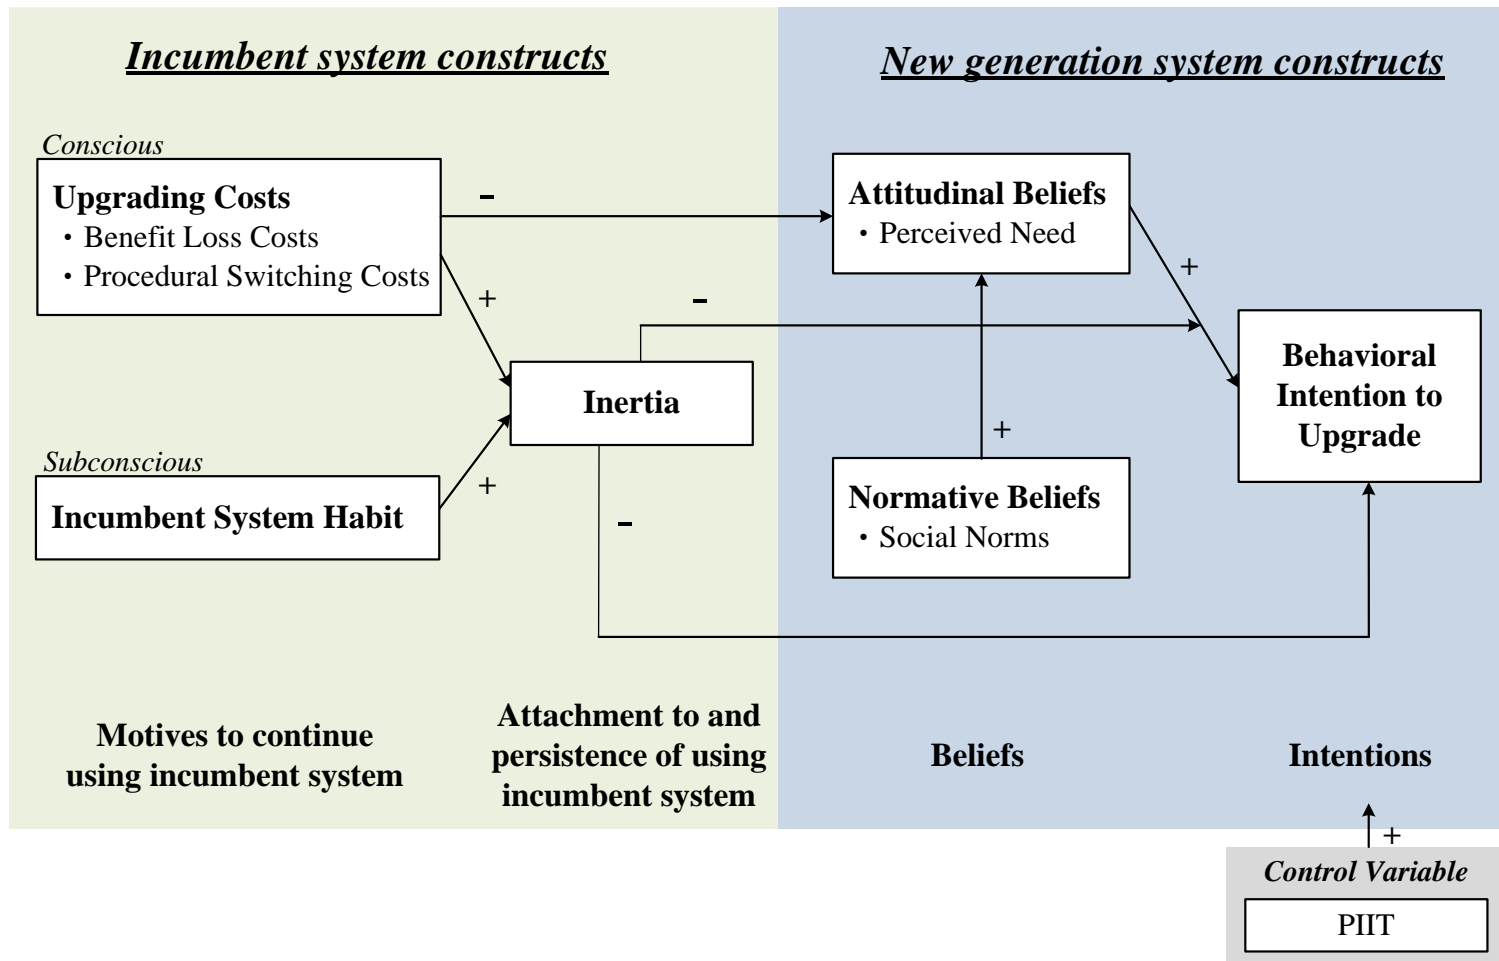 Incumbent system constructs
New generation system constructs
Conscious
Upgrading Costs
・Benefit Loss Costs
・Procedural Switching Costs
-
+
Attitudinal Beliefs
・Perceived Need
+
-
Inertia
Behavioral
Intention to
Upgrade
Subconscious
Incumbent System Habit
+
-
+
Normative Beliefs
・Social Norms
Motives to continue
using incumbent system
Attachment to and
persistence of using
incumbent system
Beliefs
Intentions
+
Control Variable
PIIT